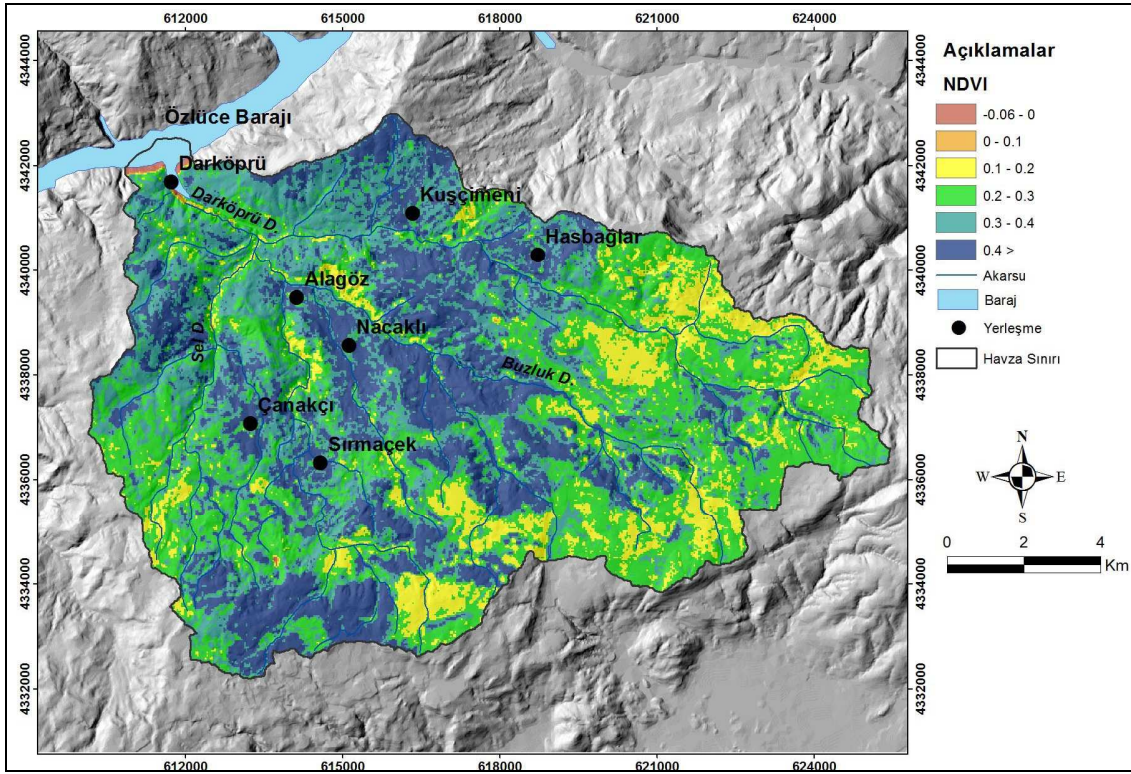 612000 615000 618000 621000 624000
4344000 4344000
4342000 4342000
4340000 4340000
4338000 4338000
4336000 4336000
4334000 4334000
4332000 4332000
Özlüce Barajı
Darköprü
Darköprü D.
Kuşçimeni
Hasbağlar
Alagöz
Nacaklı
Sel D.
Buzluk D.
Çanakçı
Sırmaçek
612000 615000 618000 621000 624000
Açıklamalar
NDVI
-0.06 - 0
0 - 0.1
0.1 - 0.2
0.2 - 0.3
0.3 - 0.4
0.4 >
Akarsu
Baraj
Yerleşme
Havza Sınırı
N
W E
S
0 2 4
Km